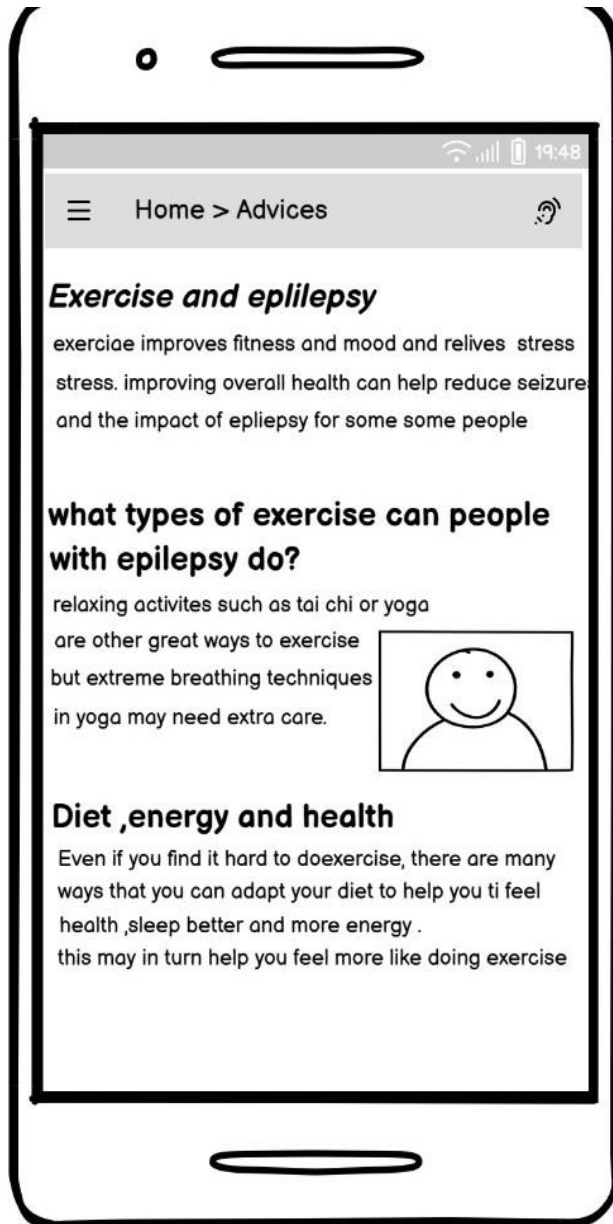 19:48
Home > Advices
Exercise and eplilepsy
exerciae improves fitness and mood and relives stress
stress. improving overall health can help reduce seizures
and the impact of epliepsy for some some people
what types of exercise can people
with epilepsy do?
relaxing activites such as tai chi or yoga
are other great ways to exercise
but extreme breathing techniques
in yoga may need extra care.
Diet ,energy and health
Even if you find it hard to doexercise, there are many
ways that you can adapt your diet to help you ti feel
health ,sleep better and more energy .
this may in turn help you feel more like doing exercise